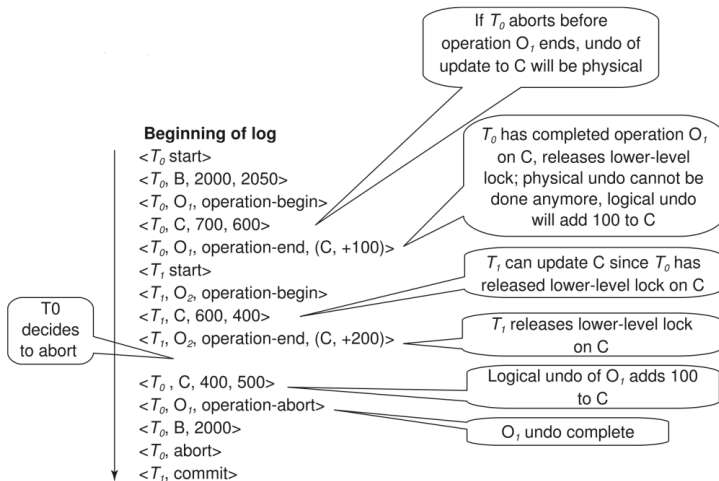 If T0 aborts before
operation O1 ends, undo of
update to C will be physical
Beginning of log
<T0 start>
<T0, B, 2000, 2050>
<T0, O1, operation-begin>
<T0, C, 700, 600>
<T0, O1, operation-end, (C, +100)>
<T1 start>
<T1, O2, operation-begin>
<T1, C, 600, 400>
<T1, O2, operation-end, (C, +200)>
<T0 , C, 400, 500>
<T0, O1, operation-abort>
<T0, B, 2000>
<T0, abort>
<T1, commit>
T0
decides
to abort
T0 has completed operation O1
on C, releases lower-level
lock; physical undo cannot be
done anymore, logical undo
will add 100 to C
T1 can update C since T0 has
released lower-level lock on C
T1 releases lower-level lock
on C
Logical undo of O1 adds 100
to C
O1 undo complete